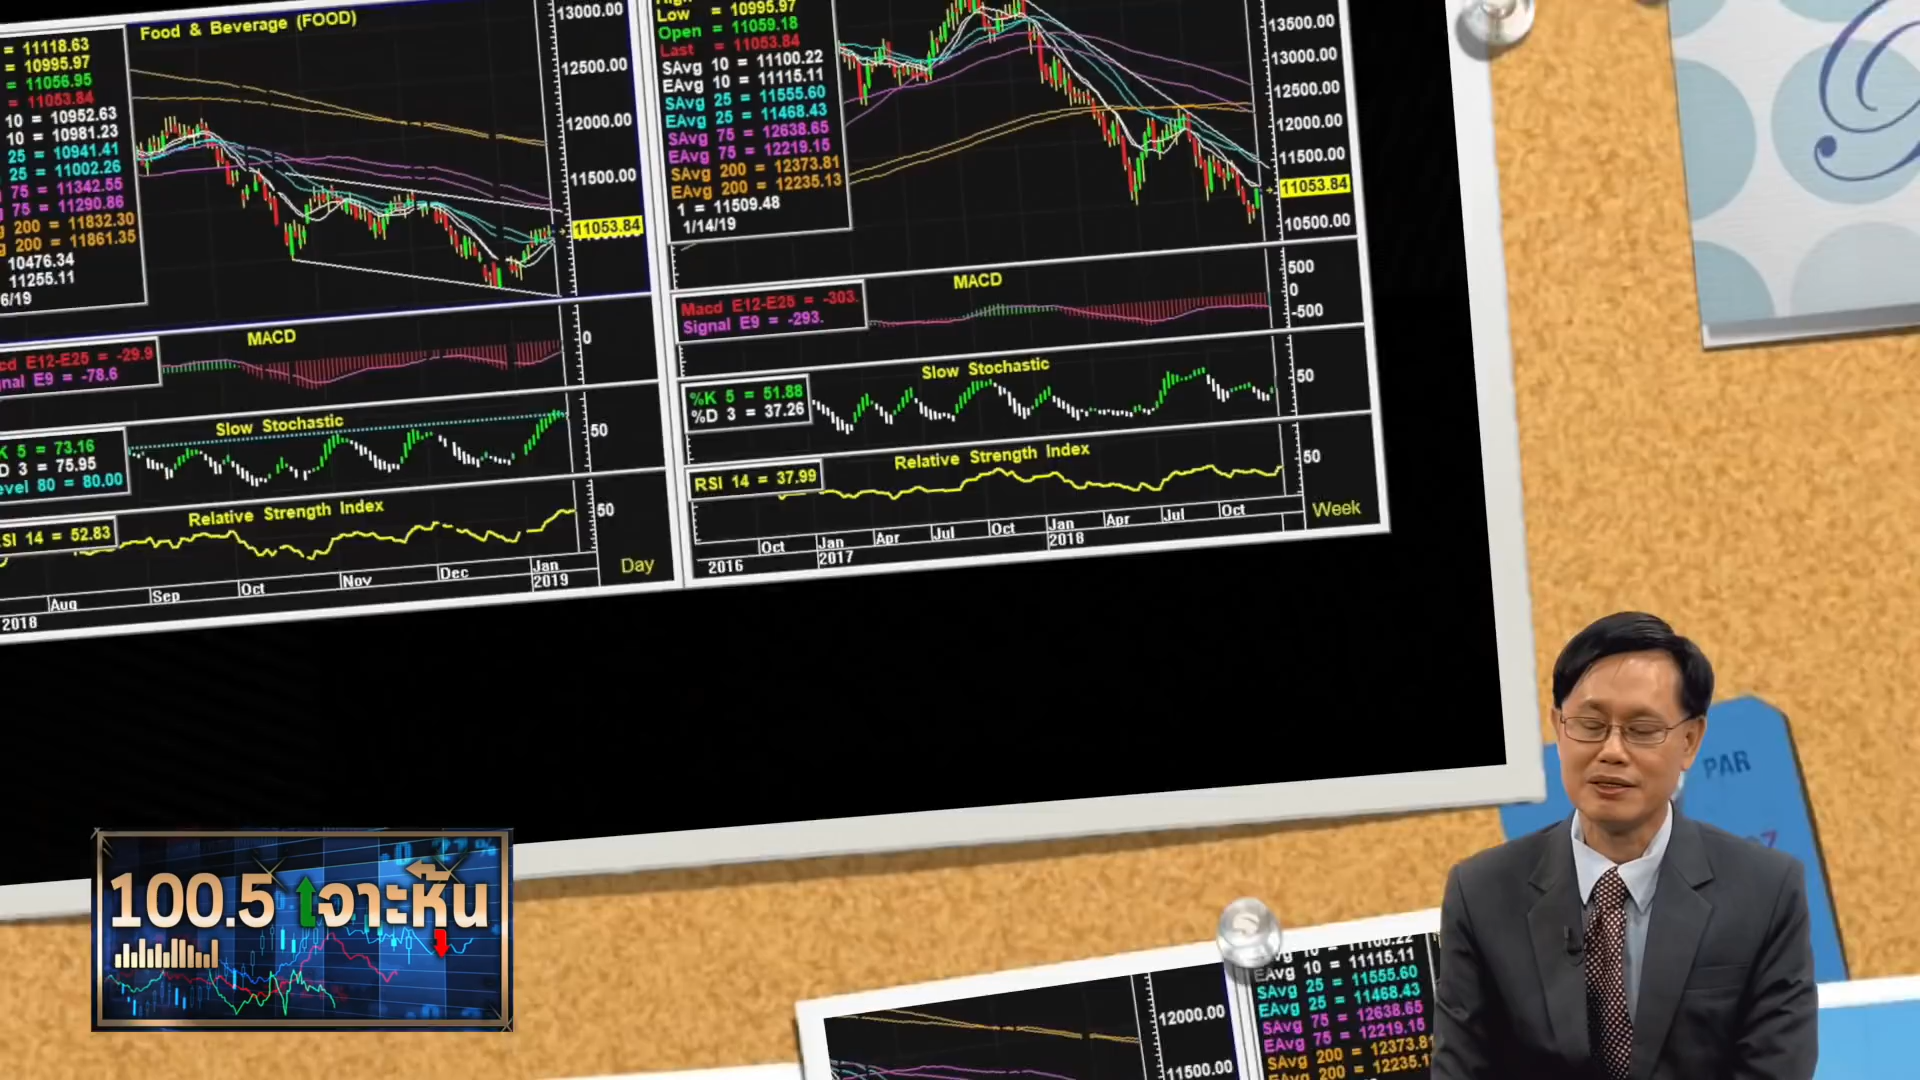 Food & Beverage (FOOD)
= 11118.63
= 10995.97
= 11056.95
= 11053.84
10 = 10952.63
10 = 10981.23
25 = 10941.41
25 = 11002.26
75 = 11342.55
75 = 11290.86
200 = 11832.30
200 = 11861.35
10476.34
11255.11
6/19
13000.00
12500.00
12000.00
11500.00
11053.84
MACD
E12-E25 = -29.9
E9 = -78.6
0
Slow Stochastic
K 5 = 73.16
D 3 = 75.95
evel 80 = 80.00
50
Relative Strength Index
SI 14 = 52.83
50
Aug
Sep
Oct
Nov
Dec
Jan
2018
2019
Day
Low = 10995.97
Open = 11059.18
Last = 11053.84
SAvg 10 = 11100.22
EAvg 10 = 11115.11
SAvg 25 = 11555.60
EAvg 25 = 11468.43
SAvg 75 = 12638.65
EAvg 75 = 12219.15
SAvg 200 = 12373.81
EAvg 200 = 12235.13
1 = 11509.48
1/14/19
13500.00
13000.00
12500.00
12000.00
11500.00
11053.84
10500.00
MACD
Macd E12-E25 = -303.
Signal E9 = -293.
500
0
-500
Slow Stochastic
%K 5 = 51.88
%D 3 = 37.26
50
Relative Strength Index
RSI 14 = 37.99
50
Oct
Jan
Apr
Jul
Oct
Jan
Apr
Jul
Oct
2016
2017
2018
Week
PAR
100.5 เจาะหุ้น
12000.00
11500.00
EAvg 10 = 11115.11
SAvg 25 = 11555.60
EAvg 25 = 11468.43
SAvg 75 = 12638.65
EAvg 75 = 12219.15
SAvg 200 = 12373.81
EAvg 200 = 12235.1